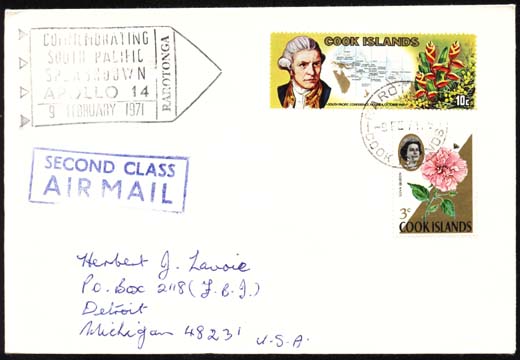 COMMEMORATING
SOUTH PACIFIC
SPLASHDOWN
APOLLO 14
9 FEBRUARY 1971
RAROTONGA
COOK ISLANDS
10c
SECOND CLASS
AIR MAIL
3c
COOK ISLANDS
Herbert J. Lavoie
P.O. Box 2118 (F.B.J.)
Detroit
Michigan 48231
U.S.A.